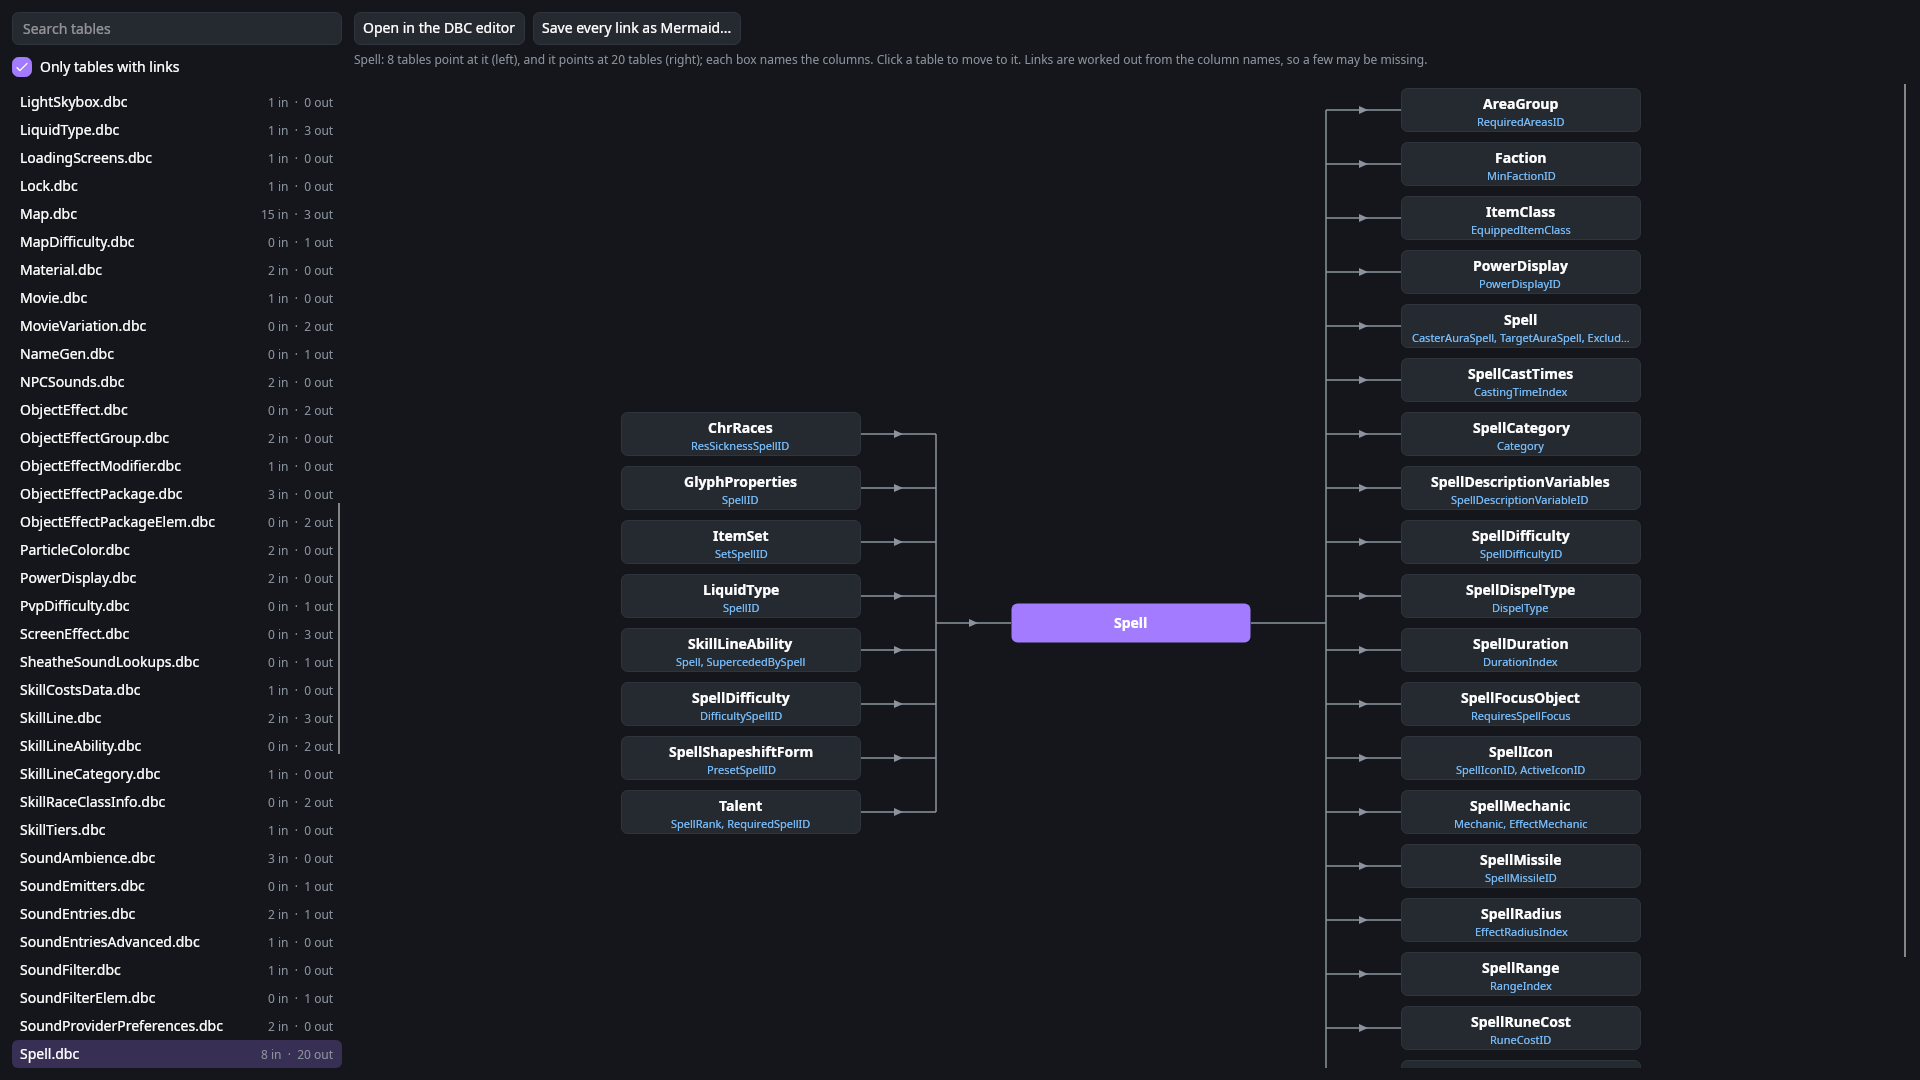 Search tables
Only tables with links
LightSkybox.dbc 1 in · 0 out
LiquidType.dbc 1 in · 3 out
LoadingScreens.dbc 1 in · 0 out
Lock.dbc 1 in · 0 out
Map.dbc 15 in · 3 out
MapDifficulty.dbc 0 in · 1 out
Material.dbc 2 in · 0 out
Movie.dbc 1 in · 0 out
MovieVariation.dbc 0 in · 2 out
NameGen.dbc 0 in · 1 out
NPCSounds.dbc 2 in · 0 out
ObjectEffect.dbc 0 in · 2 out
ObjectEffectGroup.dbc 2 in · 0 out
ObjectEffectModifier.dbc 1 in · 0 out
ObjectEffectPackage.dbc 3 in · 0 out
ObjectEffectPackageElem.dbc 0 in · 2 out
ParticleColor.dbc 2 in · 0 out
PowerDisplay.dbc 2 in · 0 out
PvpDifficulty.dbc 0 in · 1 out
ScreenEffect.dbc 0 in · 3 out
SheatheSoundLookups.dbc 0 in · 1 out
SkillCostsData.dbc 1 in · 0 out
SkillLine.dbc 2 in · 3 out
SkillLineAbility.dbc 0 in · 2 out
SkillLineCategory.dbc 1 in · 0 out
SkillRaceClassInfo.dbc 0 in · 2 out
SkillTiers.dbc 1 in · 0 out
SoundAmbience.dbc 3 in · 0 out
SoundEmitters.dbc 0 in · 1 out
SoundEntries.dbc 2 in · 1 out
SoundEntriesAdvanced.dbc 1 in · 0 out
SoundFilter.dbc 1 in · 0 out
SoundFilterElem.dbc 0 in · 1 out
SoundProviderPreferences.dbc 2 in · 0 out
Spell.dbc 8 in · 20 out
Open in the DBC editor
Save every link as Mermaid...
Spell: 8 tables point at it (left), and it points at 20 tables (right); each box names the columns. Click a table to move to it. Links are worked out from the column names, so a few may be missing.
ChrRaces
ResSicknessSpellID
GlyphProperties
SpellID
ItemSet
SetSpellID
LiquidType
SpellID
SkillLineAbility
Spell, SupercededBySpell
SpellDifficulty
DifficultySpellID
SpellShapeshiftForm
PresetSpellID
Talent
SpellRank, RequiredSpellID
Spell
AreaGroup
RequiredAreasID
Faction
MinFactionID
ItemClass
EquippedItemClass
PowerDisplay
PowerDisplayID
Spell
CasterAuraSpell, TargetAuraSpell, Exclud...
SpellCastTimes
CastingTimeIndex
SpellCategory
Category
SpellDescriptionVariables
SpellDescriptionVariableID
SpellDifficulty
SpellDifficultyID
SpellDispelType
DispelType
SpellDuration
DurationIndex
SpellFocusObject
RequiresSpellFocus
SpellIcon
SpellIconID, ActiveIconID
SpellMechanic
Mechanic, EffectMechanic
SpellMissile
SpellMissileID
SpellRadius
EffectRadiusIndex
SpellRange
RangeIndex
SpellRuneCost
RuneCostID